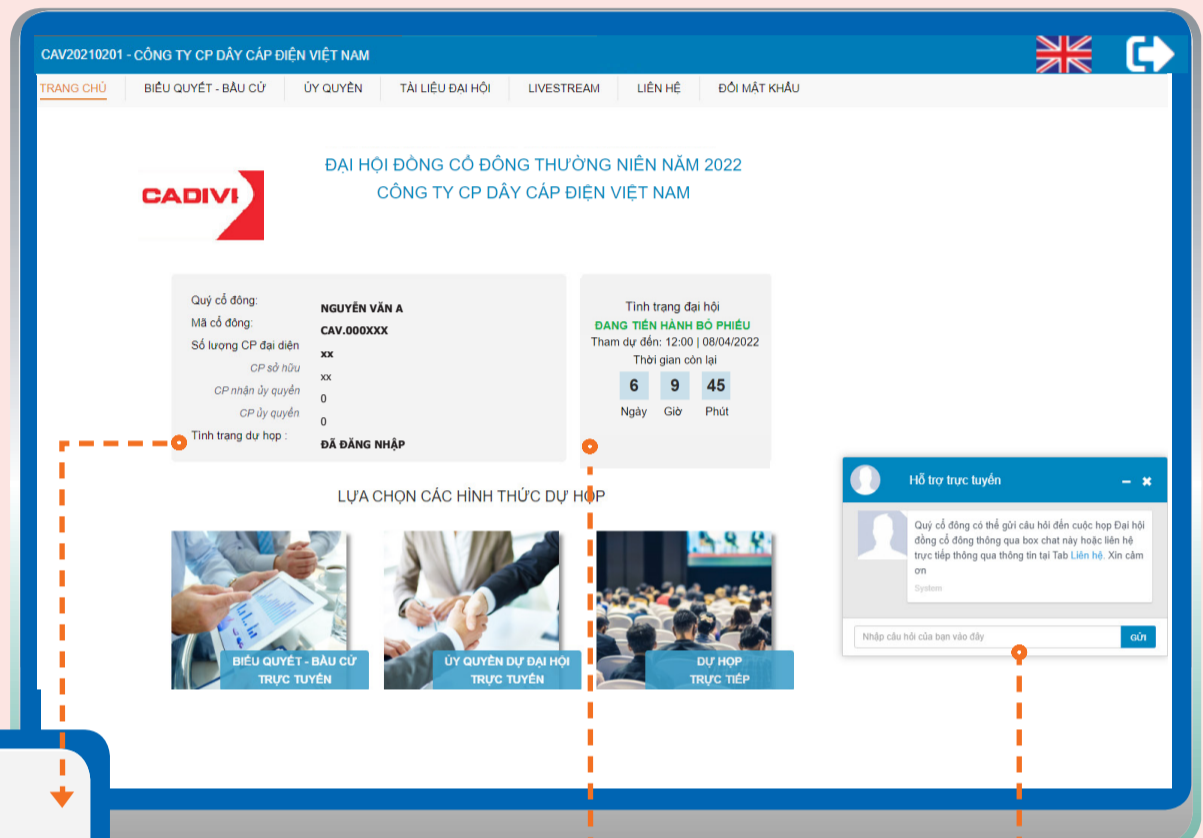 CAV20210201 - CÔNG TY CP DÂY CÁP ĐIỆN VIỆT NAM
TRANG CHỦ BIỂU QUYẾT - BẦU CỬ ỦY QUYỀN TÀI LIỆU ĐẠI HỘI LIVESTREAM LIÊN HỆ ĐỔI MẬT KHẨU
ĐẠI HỘI ĐỒNG CỔ ĐÔNG THƯỜNG NIÊN NĂM 2022
CÔNG TY CP DÂY CÁP ĐIỆN VIỆT NAM
CADIVI
Quý cổ đông: NGUYỄN VĂN A
Mã cổ đông: CAV.000XXX
Số lượng CP đại diện xx
CP sở hữu xx
CP nhận ủy quyền 0
CP ủy quyền 0
Tình trạng dự họp : ĐÃ ĐĂNG NHẬP
Tình trạng đại hội
ĐANG TIẾN HÀNH BỎ PHIẾU
Tham dự đến: 12:00 | 08/04/2022
Thời gian còn lại
6 9 45
Ngày Giờ Phút
LỰA CHỌN CÁC HÌNH THỨC DỰ HỌP
BIỂU QUYẾT - BẦU CỬ
TRỰC TUYẾN
ỦY QUYỀN DỰ ĐẠI HỘI
TRỰC TUYẾN
DỰ HỌP
TRỰC TIẾP
Hỗ trợ trực tuyến
Quý cổ đông có thể gửi câu hỏi đến cuộc họp Đại hội
đồng cổ đông thông qua box chat này hoặc liên hệ
trực tiếp thông qua thông tin tại Tab Liên hệ. Xin cảm
ơn
System
Nhập câu hỏi của bạn vào đây GỬI